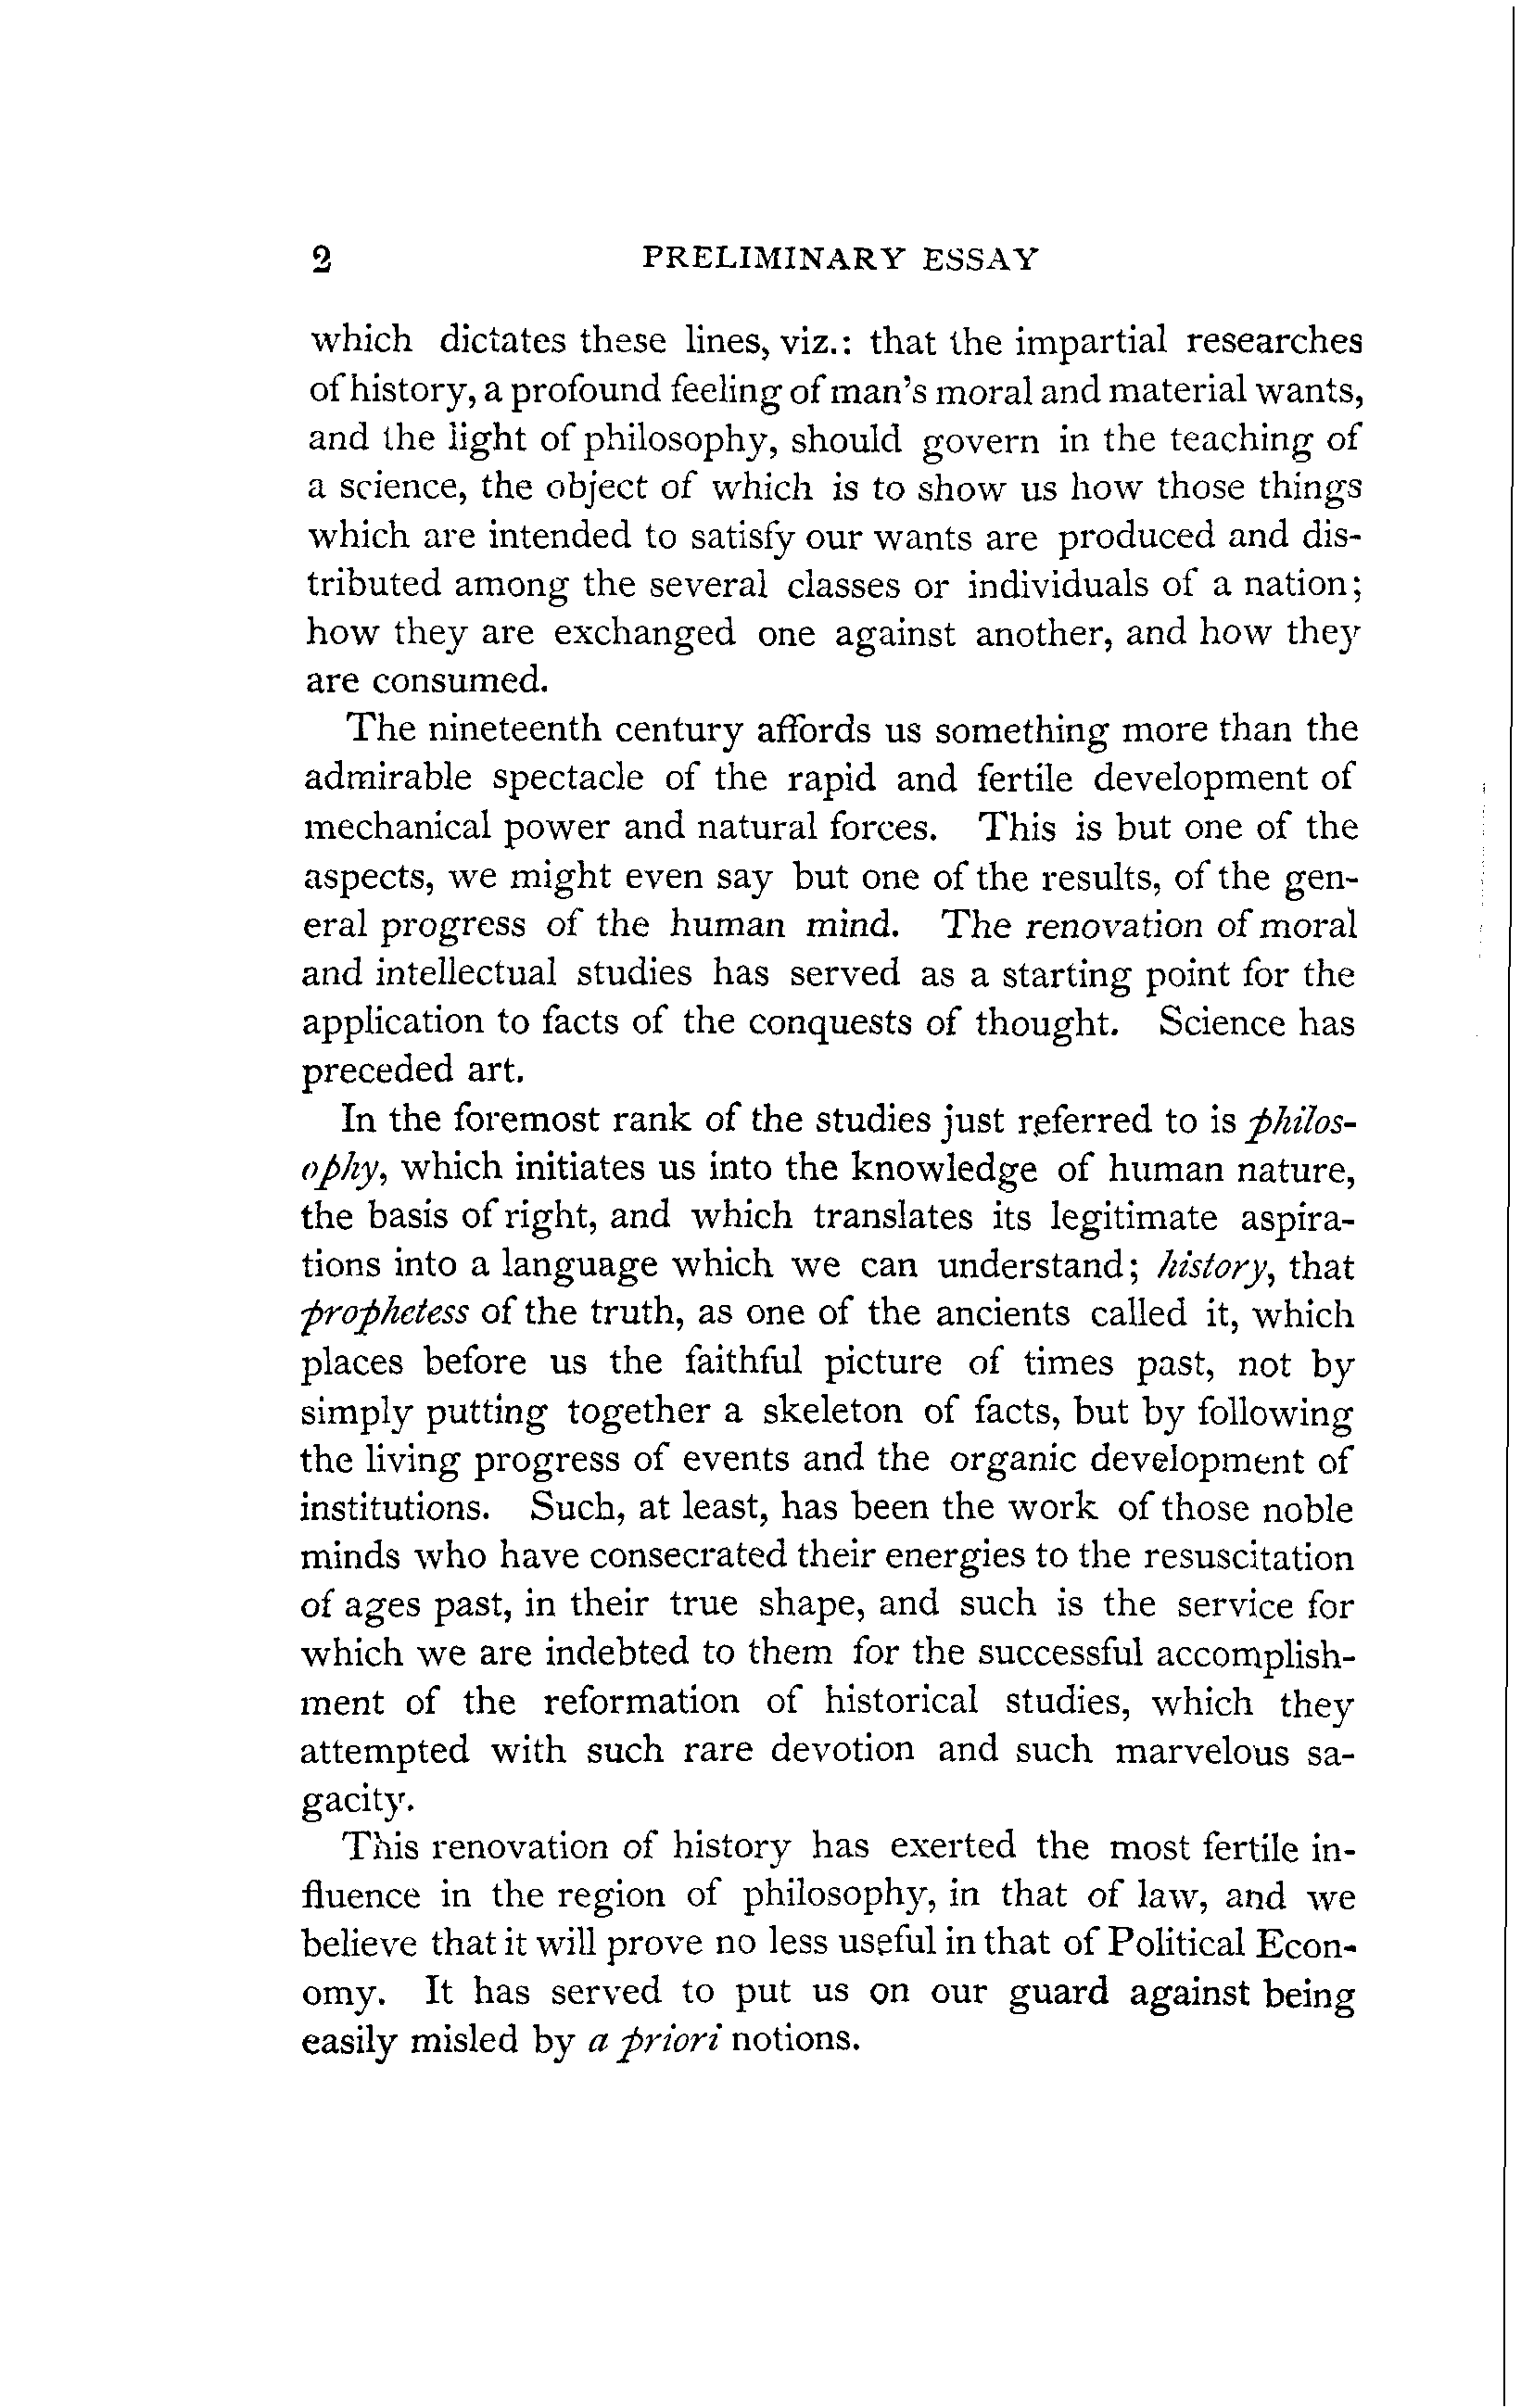 2 PRELIMINARY ESSAY
which dictates these lines, viz.: that the impartial researches
of history, a profound feeling of man's moral and material wants,
and the light of philosophy, should govern in the teaching of
a science, the object of which is to show us how those things
which are intended to satisfy our wants are produced and dis-
tributed among the several classes or individuals of a nation;
how they are exchanged one against another, and how they
are consumed.
The nineteenth century affords us something more than the
admirable spectacle of the rapid and fertile development of
mechanical power and natural forces. This is but one of the
aspects, we might even say but one of the results, of the gen-
eral progress of the human mind. The renovation of moral
and intellectual studies has served as a starting point for the
application to facts of the conquests of thought. Science has
preceded art.
In the foremost rank of the studies just referred to is philos-
ophy, which initiates us into the knowledge of human nature,
the basis of right, and which translates its legitimate aspira-
tions into a language which we can understand; history, that
prophetess of the truth, as one of the ancients called it, which
places before us the faithful picture of times past, not by
simply putting together a skeleton of facts, but by following
the living progress of events and the organic development of
institutions. Such, at least, has been the work of those noble
minds who have consecrated their energies to the resuscitation
of ages past, in their true shape, and such is the service for
which we are indebted to them for the successful accomplish-
ment of the reformation of historical studies, which they
attempted with such rare devotion and such marvelous sa-
gacity.
This renovation of history has exerted the most fertile in-
fluence in the region of philosophy, in that of law, and we
believe that it will prove no less useful in that of Political Econ-
omy. It has served to put us on our guard against being
easily misled by a priori notions.